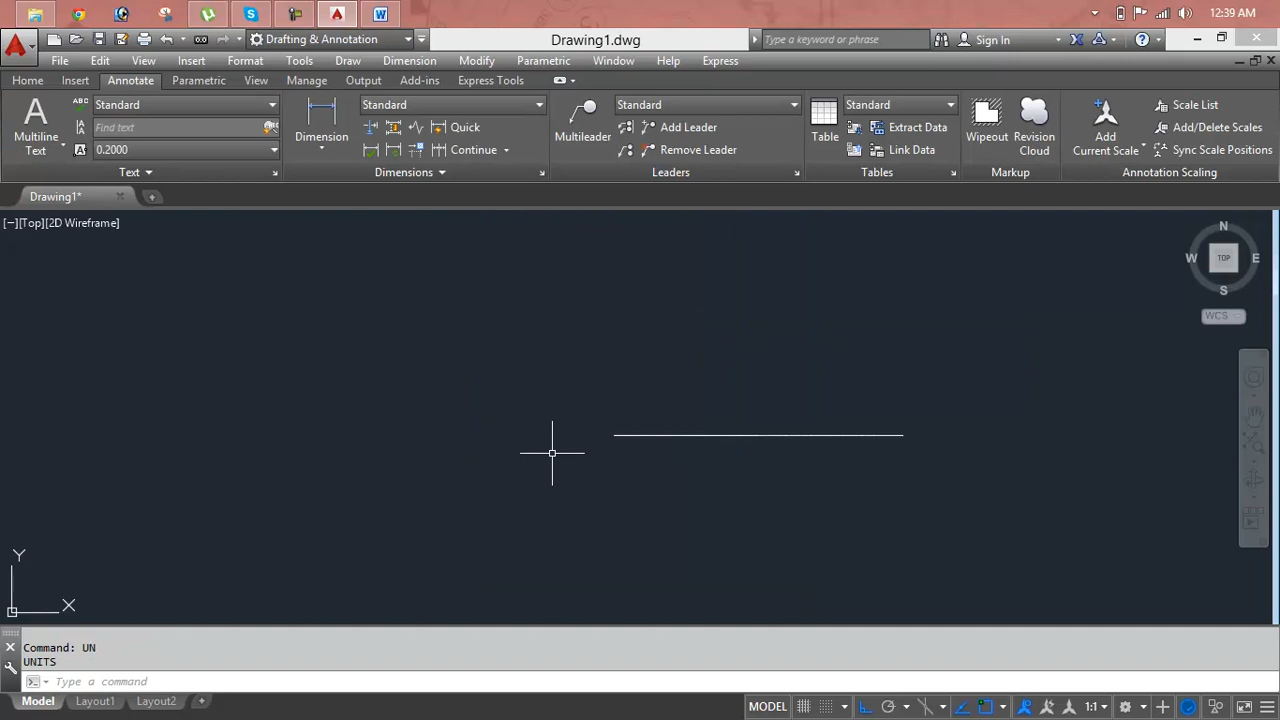 12:39 AM
Drafting & Annotation
Drawing1.dwg
Type a keyword or phrase
Sign In
File Edit View Insert Format Tools Draw Dimension Modify Parametric Window Help Express
Home Insert Annotate Parametric View Manage Output Add-ins Express Tools
Multiline Text
ABC
Standard
Find text
0.2000
Text
Dimension
Standard
Quick
Continue
Dimensions
Multileader
Standard
Add Leader
Remove Leader
Leaders
Table
Standard
Extract Data
Link Data
Tables
Wipeout
Revision Cloud
Markup
Add Current Scale
Scale List
Add/Delete Scales
Sync Scale Positions
Annotation Scaling
Drawing1*
[−][Top][2D Wireframe]
N
W TOP E
S
WCS
Y
X
Command: UN
UNITS
Type a command
Model Layout1 Layout2
MODEL
1:1